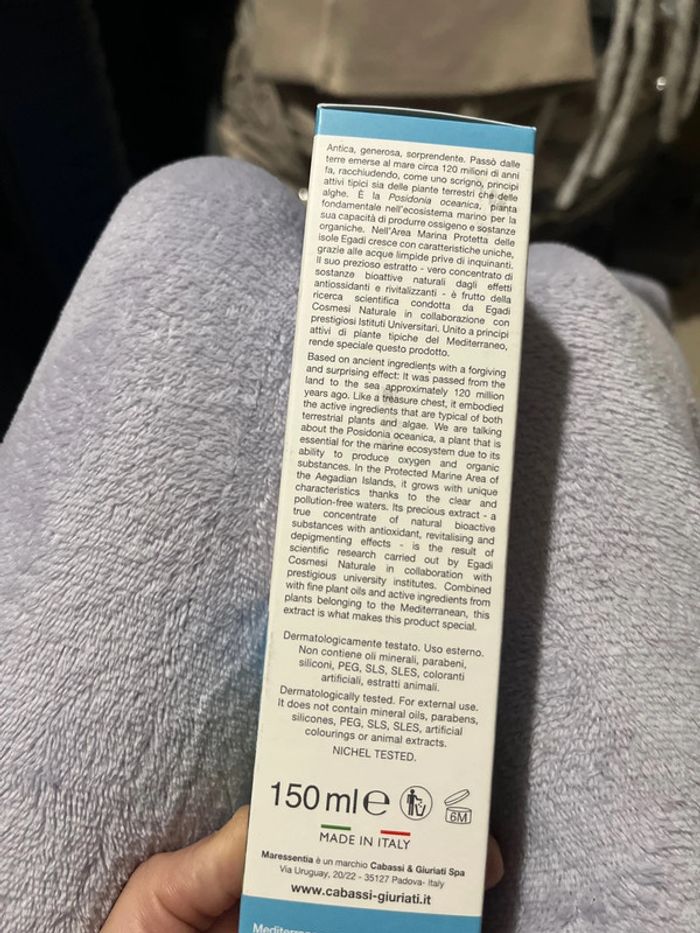 Antica, generosa, sorprendente. Passò dalle
terre emerse al mare circa 120 milioni di anni
fa, racchiudendo, come uno scrigno, principi
attivi tipici sia delle piante terrestri che delle
alghe. È la Posidonia oceanica, pianta
fondamentale nell'ecosistema marino per la
sua capacità di produrre ossigeno e sostanze
organiche. Nell'Area Marina Protetta delle
isole Egadi cresce con caratteristiche uniche,
grazie alle acque limpide prive di inquinanti.
Il suo prezioso estratto - vero concentrato di
sostanze bioattive naturali dagli effetti
antiossidanti e rivitalizzanti - è frutto della
ricerca scientifica condotta da Egadi
Cosmesi Naturale in collaborazione con
prestigiosi Istituti Universitari. Unito a principi
attivi di piante tipiche del Mediterraneo,
rende speciale questo prodotto.
Based on ancient ingredients with a forgiving
and surprising effect: It was passed from the
land to the sea approximately 120 million
years ago. Like a treasure chest, it embodied
the active ingredients that are typical of both
terrestrial plants and algae. We are talking
about the Posidonia oceanica, a plant that is
essential for the marine ecosystem due to its
ability to produce oxygen and organic
substances. In the Protected Marine Area of
the Aegadian Islands, it grows with unique
characteristics thanks to the clear and
pollution-free waters. Its precious extract - a
true concentrate of natural bioactive
substances with antioxidant, revitalising and
depigmenting effects - is the result of
scientific research carried out by Egadi
Cosmesi Naturale in collaboration with
prestigious university institutes. Combined
with fine plant oils and active ingredients from
plants belonging to the Mediterranean, this
extract is what makes this product special.
Dermatologicamente testato. Uso esterno.
Non contiene oli minerali, parabeni,
siliconi, PEG, SLS, SLES, coloranti
artificiali, estratti animali.
Dermatologically tested. For external use.
It does not contain mineral oils, parabens,
silicones, PEG, SLS, SLES, artificial
colourings or animal extracts.
NICHEL TESTED.
150 ml e 6M
MADE IN ITALY
Maressentia è un marchio Cabassi & Giuriati Spa
Via Uruguay, 20/22 - 35127 Padova- Italy
www.cabassi-giuriati.it